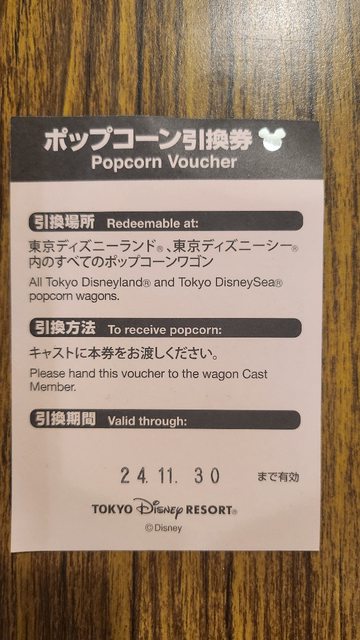 ポップコーン引換券
Popcorn Voucher
引換場所 Redeemable at:
東京ディズニーランド®、東京ディズニーシー®
内のすべてのポップコーンワゴン
All Tokyo Disneyland® and Tokyo DisneySea®
popcorn wagons.
引換方法 To receive popcorn:
キャストに本券をお渡しください。
Please hand this voucher to the wagon Cast
Member.
引換期間 Valid through:
24. 11. 30 まで有効
TOKYO Disney RESORT®
©Disney